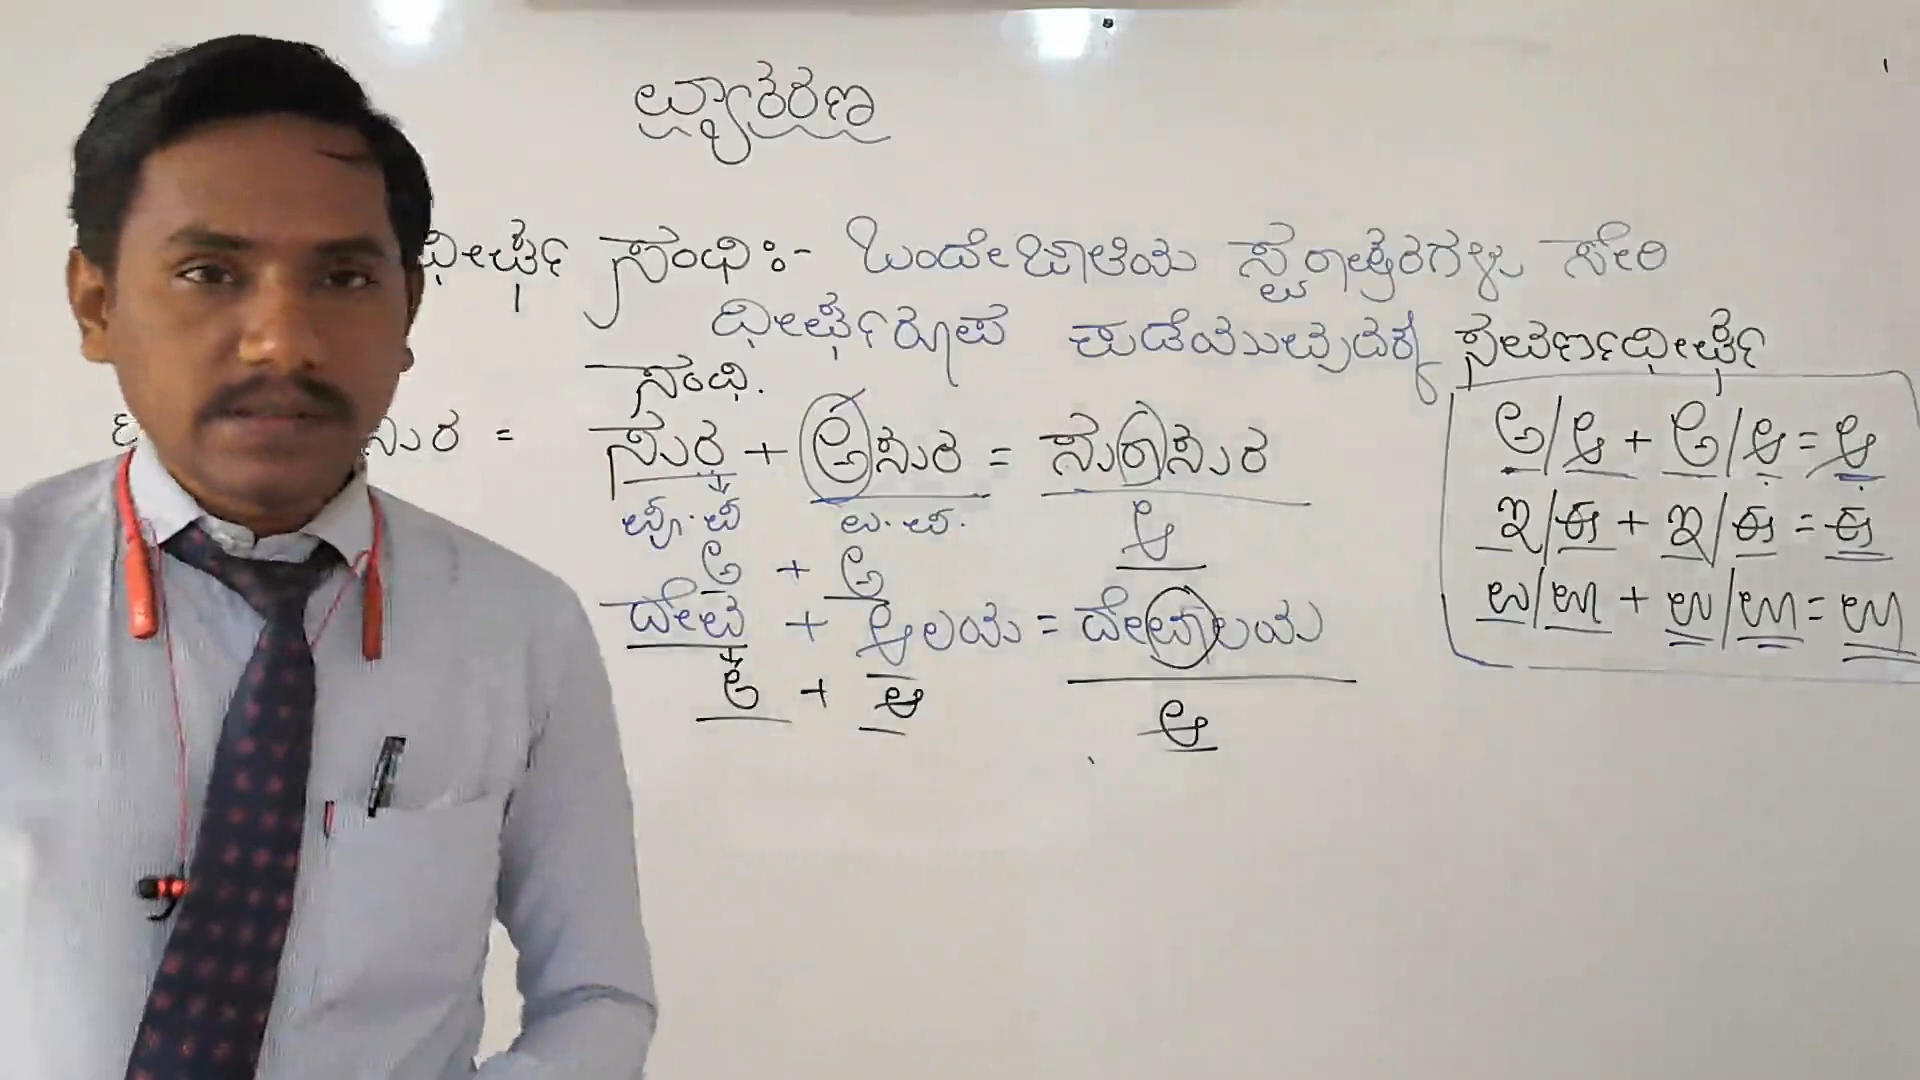 ವ್ಯಾಕರಣ
ದೀರ್ಘ ಸಂಧಿ :- ಒಂದೇ ಜಾತಿಯ ಸ್ವರಾಕ್ಷರಗಳು ಸೇರಿ
ದೀರ್ಘರೂಪ ಪಡೆಯುವುದಕ್ಕೆ ಸವರ್ಣದೀರ್ಘ
ಸಂಧಿ.
ಸುರ = ಸುರ + ಅಸುರ = ಸುರಾಸುರ
ಪೂ.ಪ ಉ.ಪ. ಆ
ಅ + ಅ
ದೇವ + ಆಲಯ = ದೇವಾಲಯ
ಅ + ಆ ಆ
ಅ/ಆ + ಅ/ಆ = ಆ
ಇ/ಈ + ಇ/ಈ = ಈ
ಉ/ಊ + ಉ/ಊ = ಊ